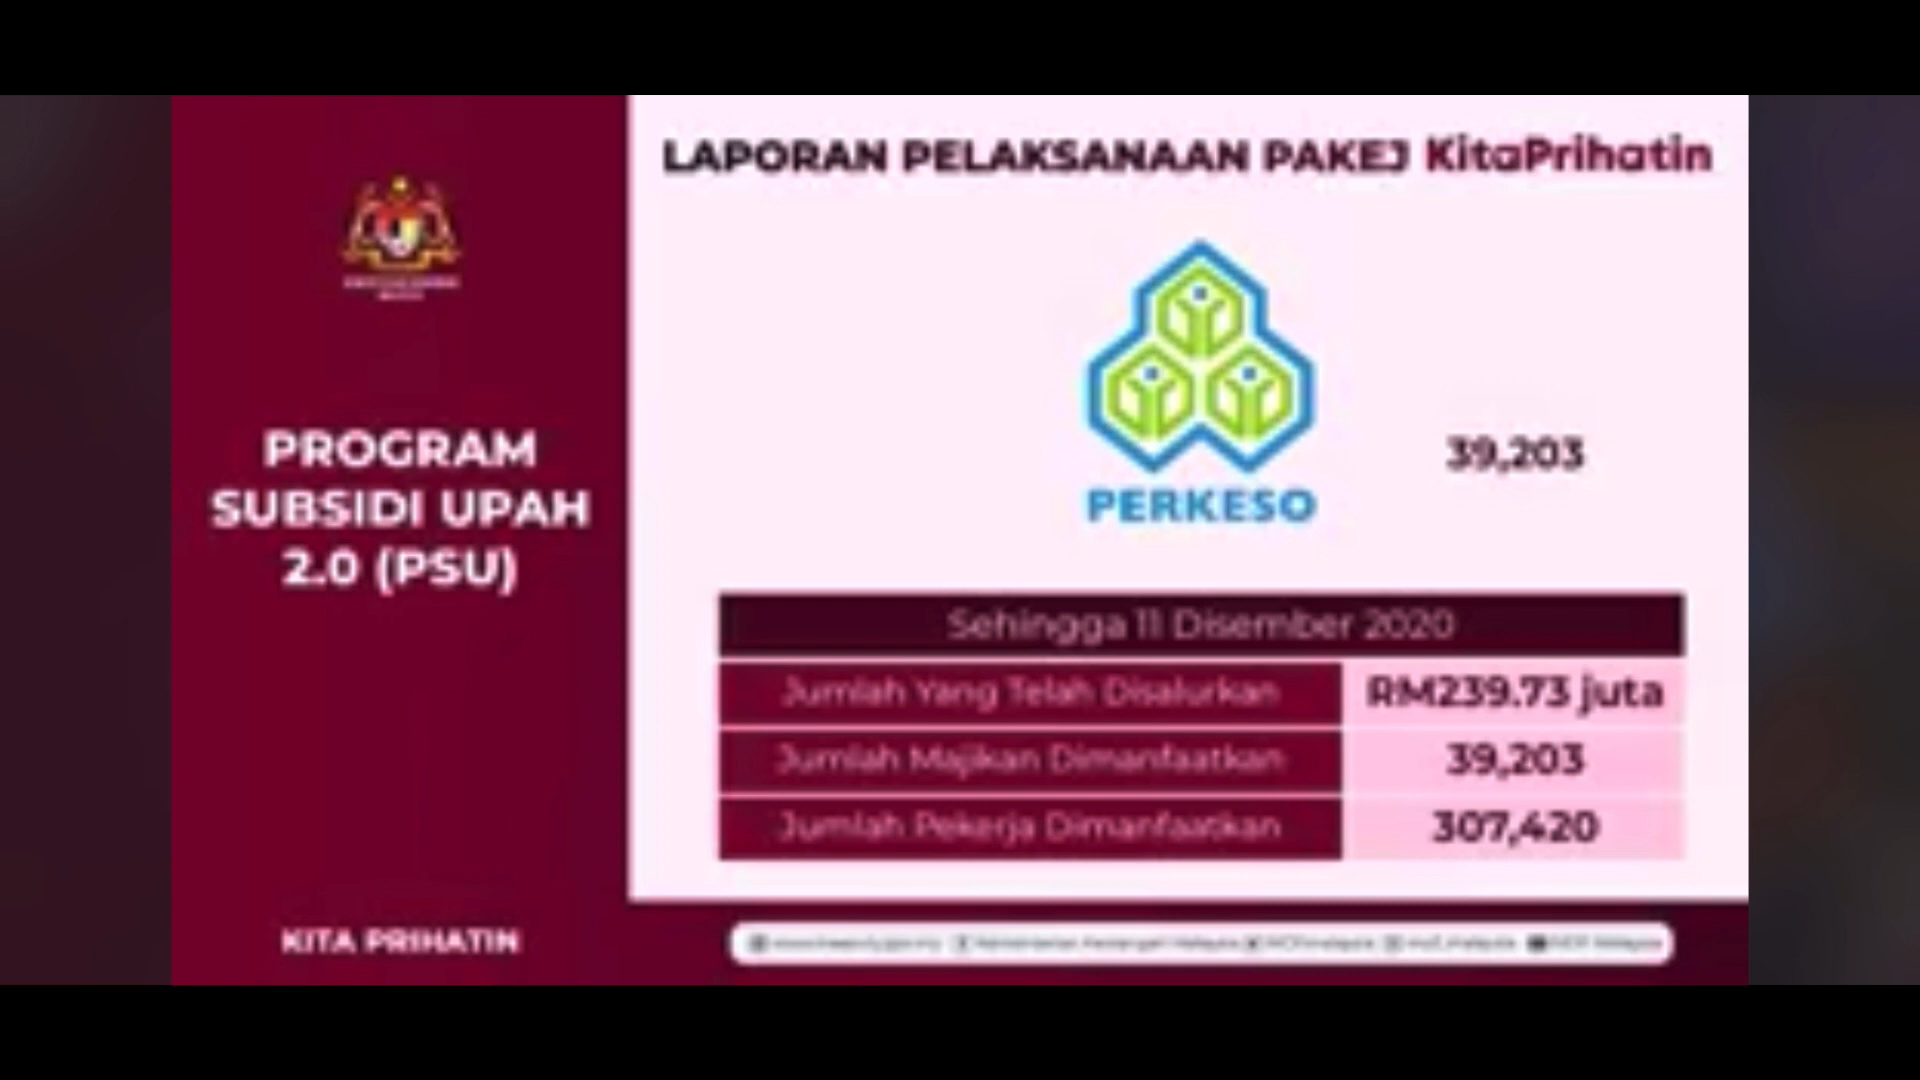 LAPORAN PELAKSANAAN PAKEJ KitaPrihatin
PROGRAM
SUBSIDI UPAH
2.0 (PSU)
PERKESO
39,203
Sehingga 11 Disember 2020
Jumlah Yang Telah Disalurkan RM239.73 juta
Jumlah Majikan Dimanfaatkan 39,203
Jumlah Pekerja Dimanfaatkan 307,420
KITA PRIHATIN